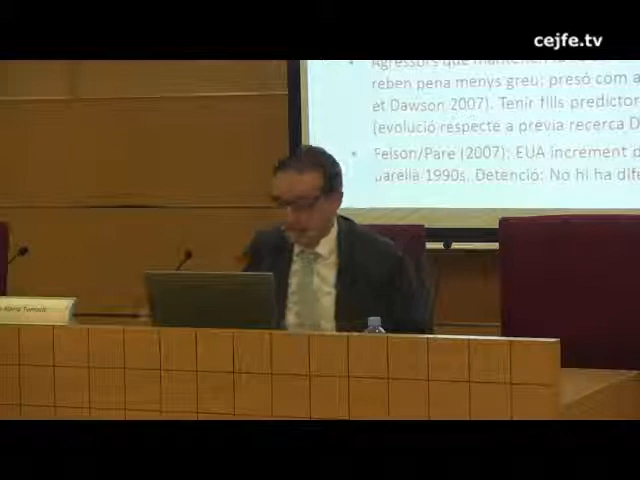 cejfe.tv
• Agressors que mantenen
reben pena menys greu: presó com a
et Dawson 2007). Tenir fills predictor
(evolució respecte a prèvia recerca D
• Felson/Pare (2007): EUA increment d
parella 1990s. Detenció: No hi ha dife